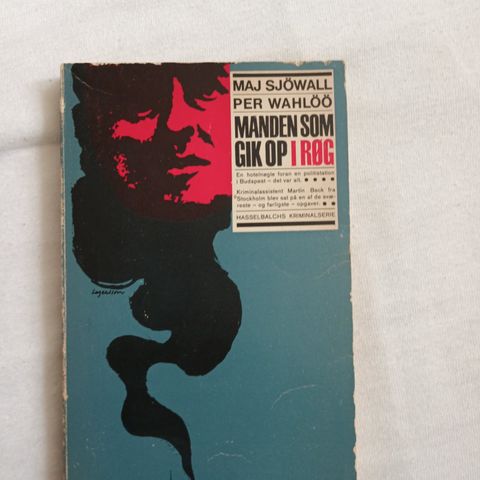 MAJ SJÖWALL
PER WAHLÖÖ
MANDEN SOM
GIK OP I RØG
En hotelnøgle foran en politistation
i Budapest – det var alt. ● ● ● ●
Kriminalassistent Martin Beck fra
Stockholm blev sat på en af de svæ-
reste – og farligste – opgaver. ● ●
HASSELBALCHS KRIMINALSERIE